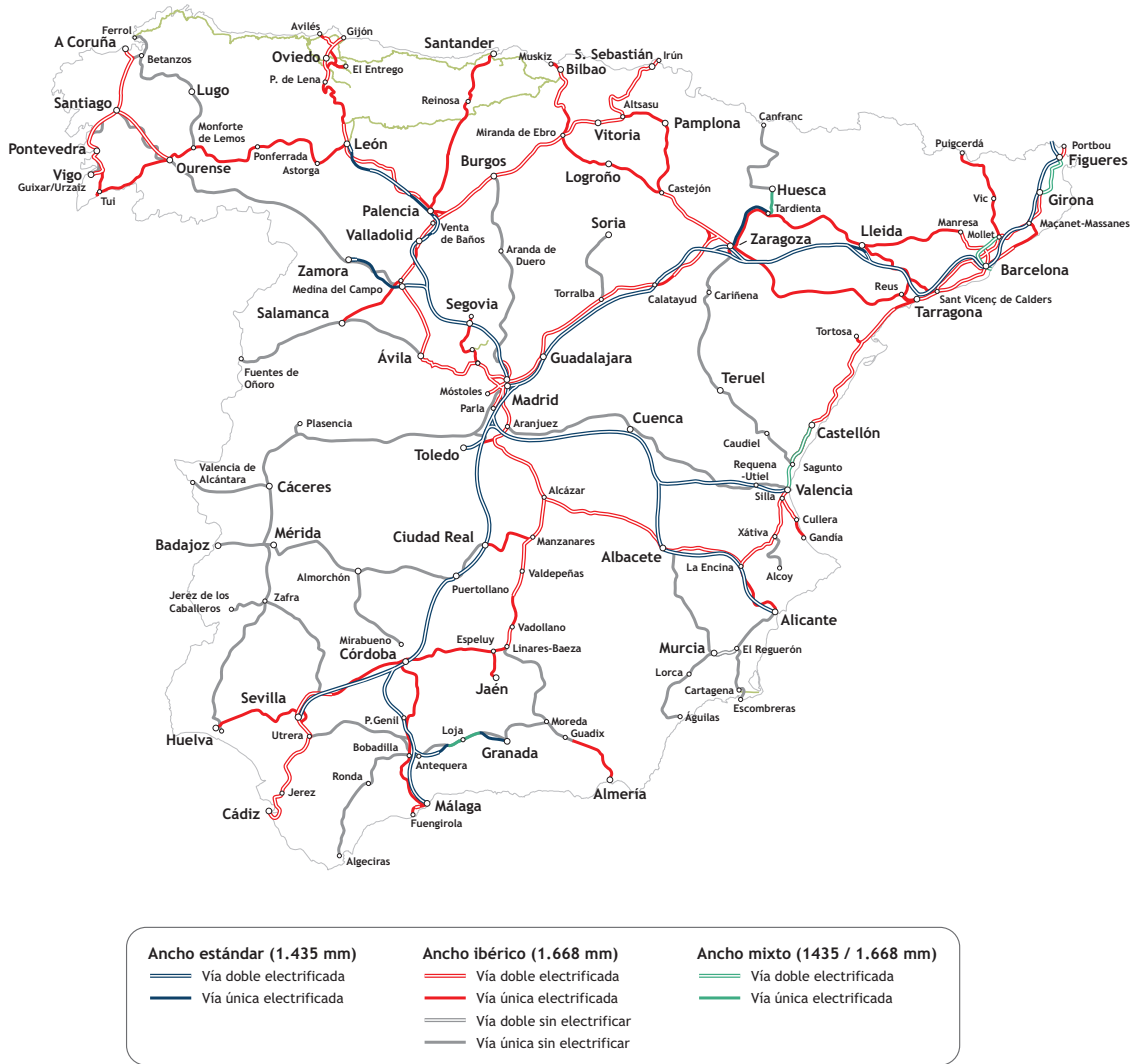 Ferrol
Avilés
Gijón
A Coruña
Betanzos
Oviedo
El Entrego
P. de Lena
Santander
Muskiz
Bilbao
S. Sebastián
Irún
Lugo
Reinosa
Santiago
Altsasu
Canfranc
Monforte
de Lemos
León
Miranda de Ebro
Vitoria
Pamplona
Puigcerdá
Portbou
Figueres
Pontevedra
Ourense
Ponferrada
Astorga
Burgos
Logroño
Castejón
Huesca
Tardienta
Vic
Girona
Vigo
Guixar/Urzaíz
Tui
Palencia
Venta
de Baños
Valladolid
Soria
Zaragoza
Lleida
Manresa
Mollet
Maçanet-Massanes
Zamora
Medina del Campo
Aranda de
Duero
Barcelona
Salamanca
Segovia
Torralba
Calatayud
Cariñena
Reus
Tarragona
Sant Vicenç de Calders
Fuentes de
Oñoro
Ávila
Guadalajara
Tortosa
Móstoles
Madrid
Parla
Teruel
Plasencia
Aranjuez
Cuenca
Castellón
Caudiel
Toledo
Valencia de
Alcántara
Cáceres
Requena
-Utiel
Sagunto
Valencia
Silla
Alcázar
Cullera
Gandía
Badajoz
Mérida
Ciudad Real
Manzanares
Albacete
Xátiva
La Encina
Alcoy
Almorchón
Puertollano
Valdepeñas
Jerez de los
Caballeros
Zafra
Alicante
Mirabueno
Córdoba
Espeluy
Vadollano
Linares-Baeza
Murcia
El Reguerón
Jaén
Lorca
Cartagena
Escombreras
Águilas
Sevilla
Huelva
Utrera
P.Genil
Loja
Moreda
Guadix
Bobadilla
Antequera
Granada
Ronda
Almería
Jerez
Cádiz
Málaga
Fuengirola
Algeciras
Ancho estándar (1.435 mm)
Vía doble electrificada
Vía única electrificada
Ancho ibérico (1.668 mm)
Vía doble electrificada
Vía única electrificada
Vía doble sin electrificar
Vía única sin electrificar
Ancho mixto (1435 / 1.668 mm)
Vía doble electrificada
Vía única electrificada